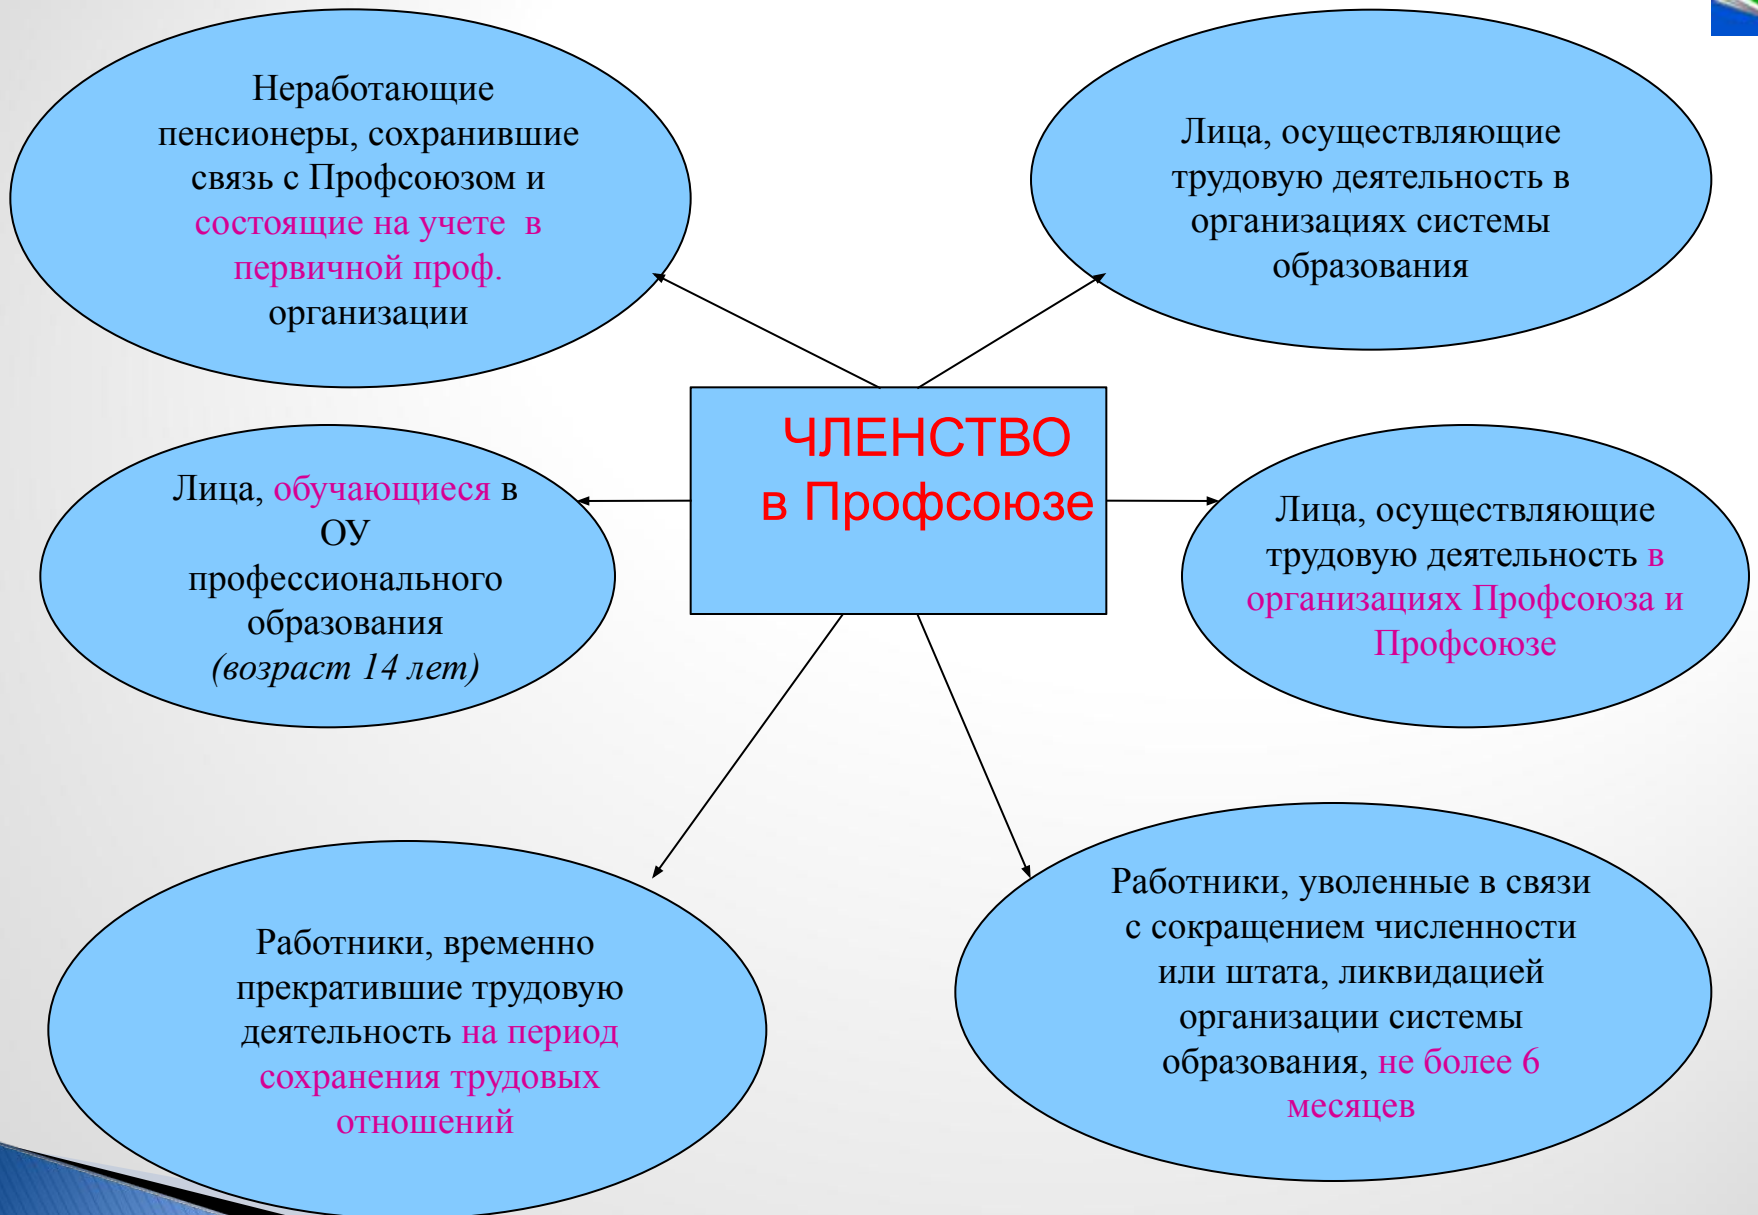 Неработающие
пенсионеры, сохранившие
связь с Профсоюзом и
состоящие на учете в
первичной проф.
организации
Лица, осуществляющие
трудовую деятельность в
организациях системы
образования
ЧЛЕНСТВО
в Профсоюзе
Лица, обучающиеся в
ОУ
профессионального
образования
(возраст 14 лет)
Лица, осуществляющие
трудовую деятельность в
организациях Профсоюза и
Профсоюзе
Работники, временно
прекратившие трудовую
деятельность на период
сохранения трудовых
отношений
Работники, уволенные в связи
с сокращением численности
или штата, ликвидацией
организации системы
образования, не более 6
месяцев